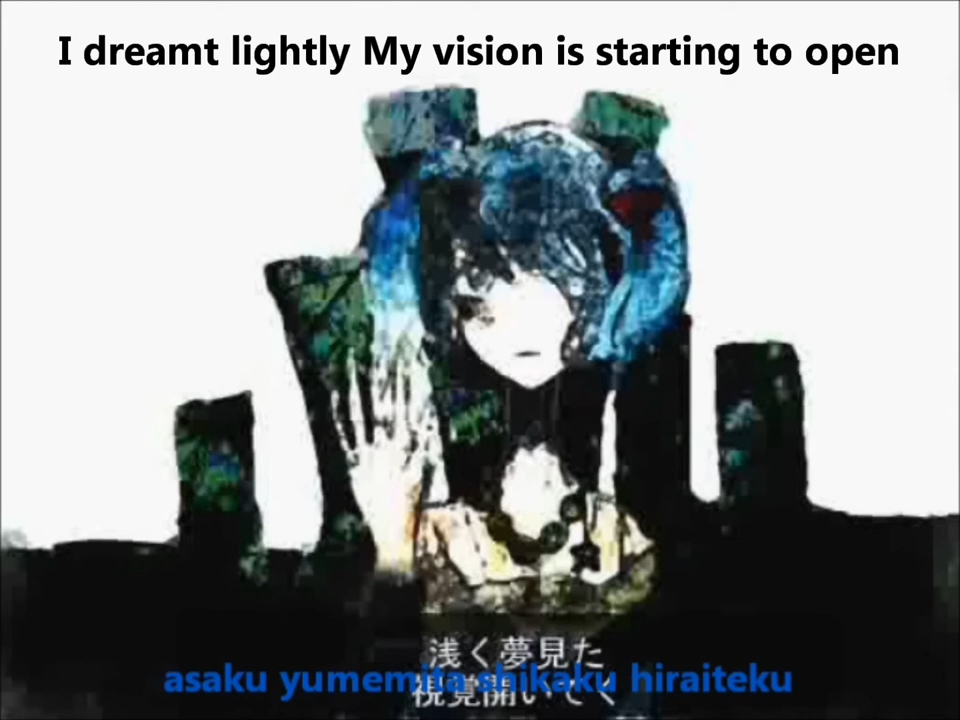 I dreamt lightly My vision is starting to open
浅く夢見た
asaku yumemita shikaku hiraiteku
視覚開いてく